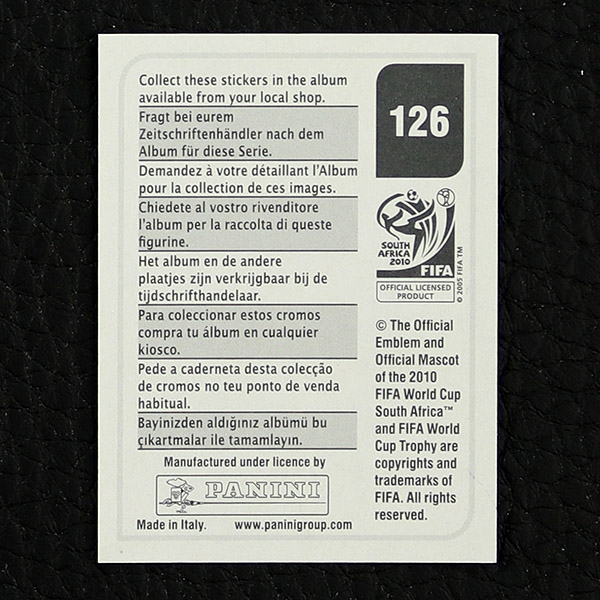 Collect these stickers in the album
available from your local shop.
Fragt bei eurem
Zeitschriftenhändler nach dem
Album für diese Serie.
Demandez à votre détaillant l'Album
pour la collection de ces images.
Chiedete al vostro rivenditore
l'album per la raccolta di queste
figurine.
Het album en de andere
plaatjes zijn verkrijgbaar bij de
tijdschrifthandelaar.
Para coleccionar estos cromos
compra tu álbum en cualquier
kiosco.
Pede a caderneta desta colecção
de cromos no teu ponto de venda
habitual.
Bayinizden aldığınız albümü bu
çıkartmalar ile tamamlayın.
Manufactured under licence by
PANINI
Made in Italy. www.paninigroup.com
126
SOUTH
AFRICA
2010
FIFA
© 2005 FIFA TM
OFFICIAL LICENSED
PRODUCT
© The Official
Emblem and
Official Mascot
of the 2010
FIFA World Cup
South Africa™
and FIFA World
Cup Trophy are
copyrights and
trademarks of
FIFA. All rights
reserved.